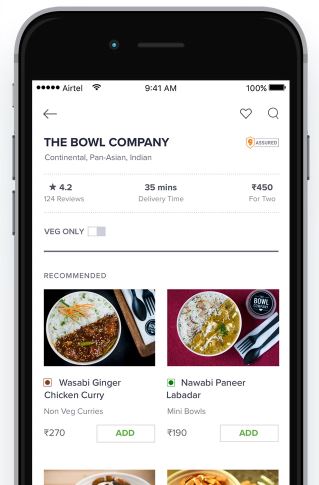 Airtel
9:41 AM
100%
THE BOWL COMPANY
ASSURED
Continental, Pan-Asian, Indian
★ 4.2
35 mins
₹450
124 Reviews
Delivery Time
For Two
VEG ONLY
RECOMMENDED
BOWL
Wasabi Ginger
Chicken Curry
Nawabi Paneer
Labadar
Non Veg Curries
Mini Bowls
₹270
ADD
₹190
ADD